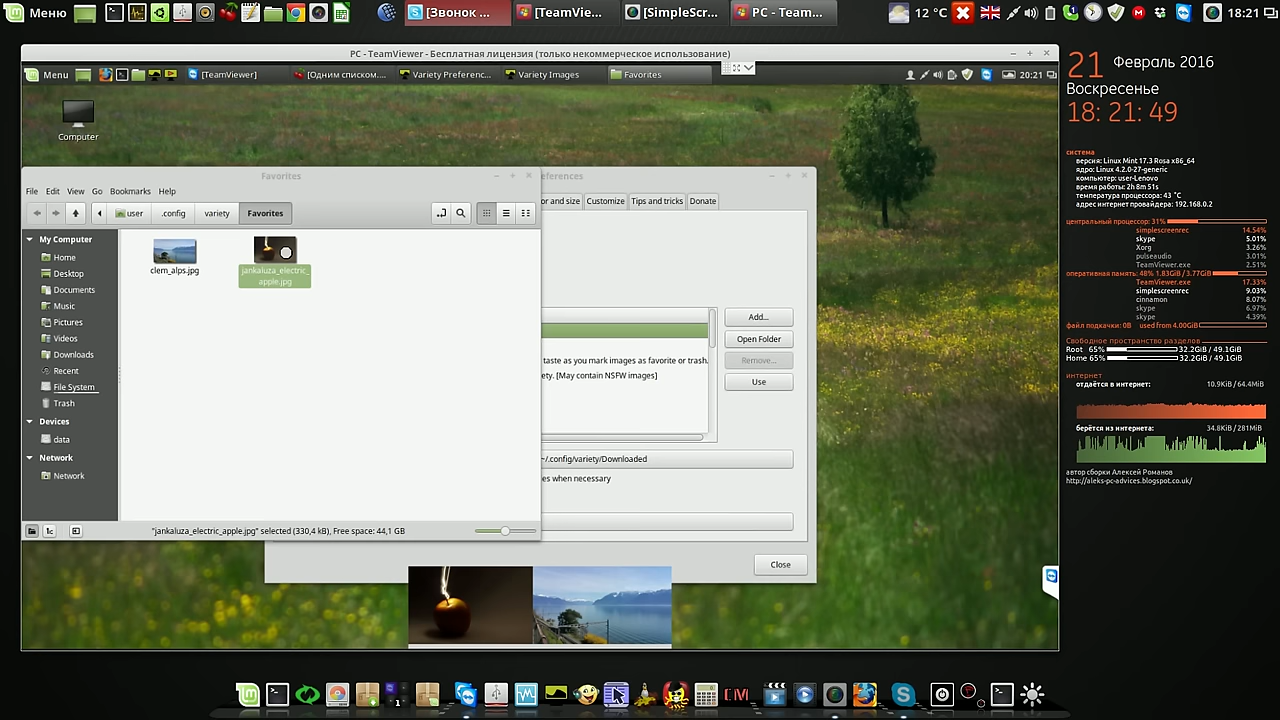 Меню
[Звонок ...
[TeamVie...
[SimpleScr...
PC - Team...
12 °C
18:21
PC - TeamViewer - Бесплатная лицензия (только некоммерческое использование)
Menu
[TeamViewer]
[Одним списком....
Variety Preferenc...
Variety Images
Favorites
20:21
Computer
Favorites
File Edit View Go Bookmarks Help
user
.config
variety
Favorites
My Computer
Home
Desktop
Documents
Music
Pictures
Videos
Downloads
Recent
File System
Trash
Devices
data
Network
Network
clem_alps.jpg
jankaluza_electric_
apple.jpg
"jankaluza_electric_apple.jpg" selected (330,4 kB), Free space: 44,1 GB
eferences
or and size
Customize
Tips and tricks
Donate
Add...
Open Folder
Remove...
Use
taste as you mark images as favorite or trash.
ety. [May contain NSFW images]
~/.config/variety/Downloaded
es when necessary
Close
21 Февраль 2016
Воскресенье
18: 21: 49
система
версия: Linux Mint 17.3 Rosa x86_64
ядро: Linux 4.2.0-27-generic
компьютер: user-Lenovo
время работы: 2h 8m 51s
температура процессора: 43 °C
адрес интернет провайдера: 192.168.0.2
центральный процессор: 31%
simplescreenrec 14.54%
skype 5.01%
Xorg 3.26%
pulseaudio 3.01%
TeamViewer.exe 2.51%
оперативная память: 48% 1.83GiB / 3.77GiB
TeamViewer.exe 17.33%
simplescreenrec 9.03%
cinnamon 8.07%
skype 6.97%
skype 4.39%
файл подкачки: 0B used from 4.00GiB
Свободное пространство разделов
Root 65% 32.2GiB / 49.1GiB
Home 65% 32.2GiB / 49.1GiB
интернет
отдаётся в интернет: 10.9KiB / 64.4MiB
берётся из интернета: 34.8KiB / 281MiB
автор сборки Алексей Романов
http://aleks-pc-advices.blogspot.co.uk/